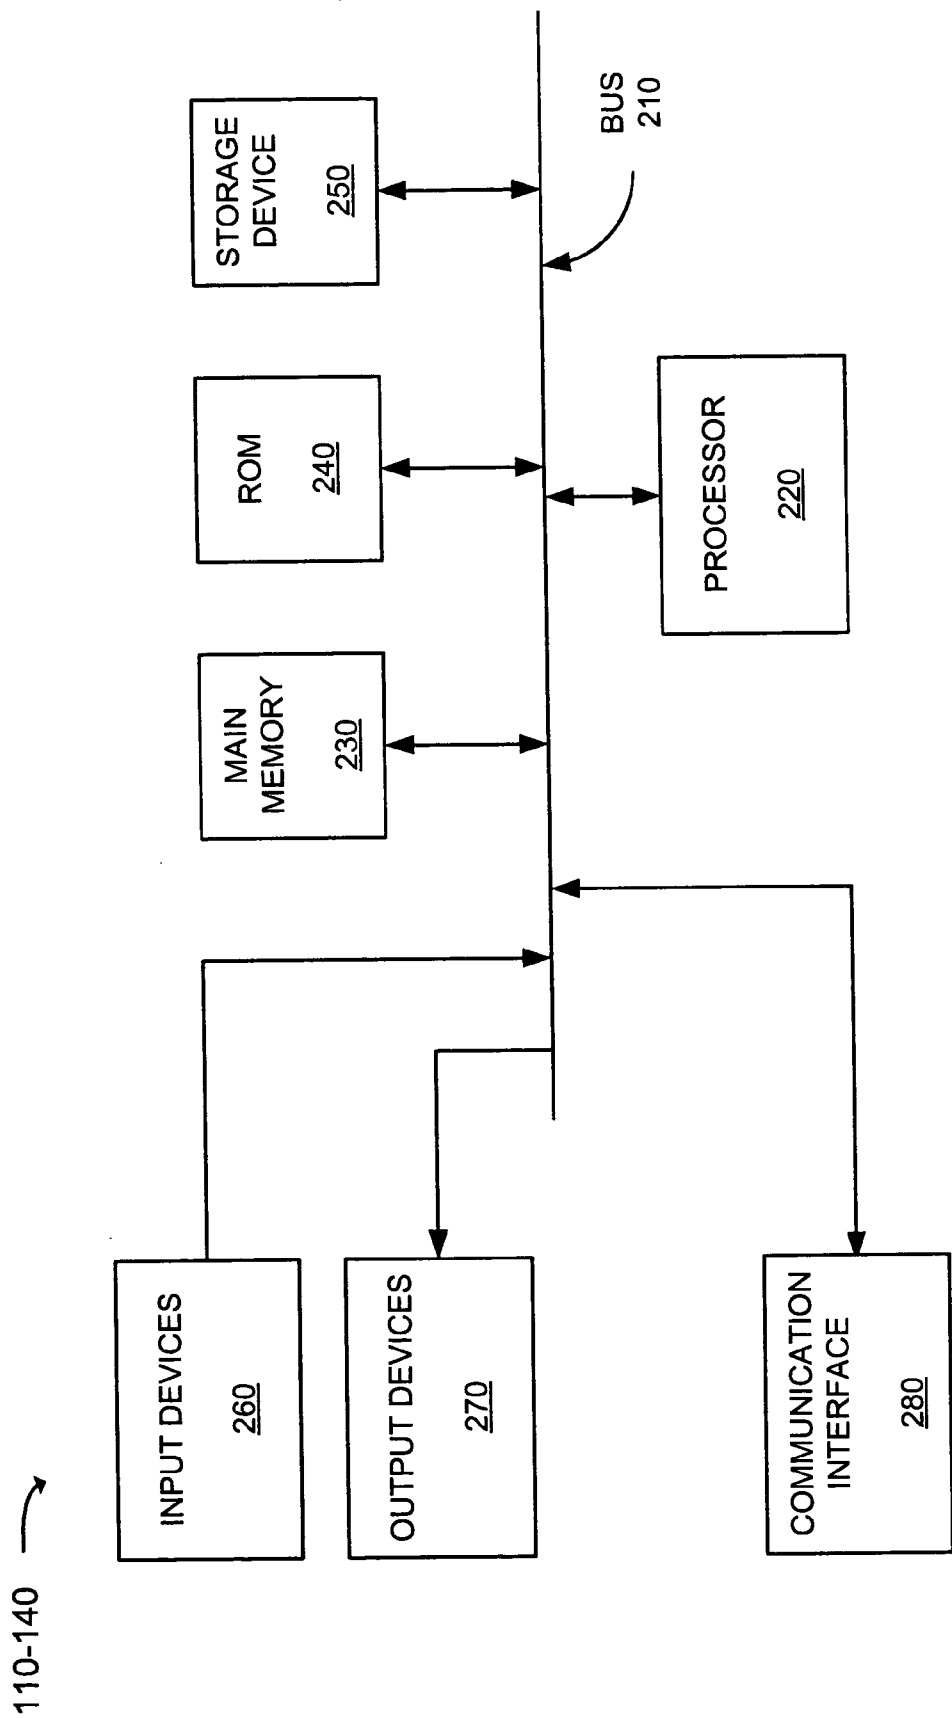 110-140
INPUT DEVICES
260
OUTPUT DEVICES
270
COMMUNICATION
INTERFACE
280
MAIN
MEMORY
230
ROM
240
STORAGE
DEVICE
250
PROCESSOR
220
BUS
210